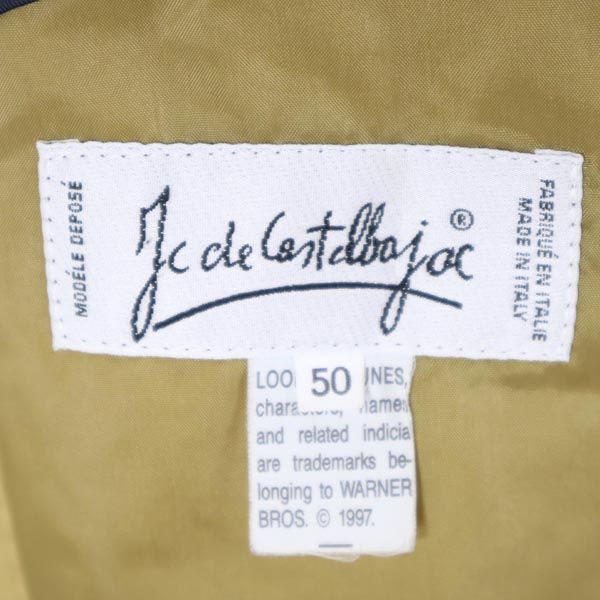 MODÉLE DEPOSÉ
Jc de Castelbajac ®
FABRIQUÉ EN ITALIE
MADE IN ITALY
50
and related indicia
are trademarks be-
longing to WARNER
BROS. © 1997.